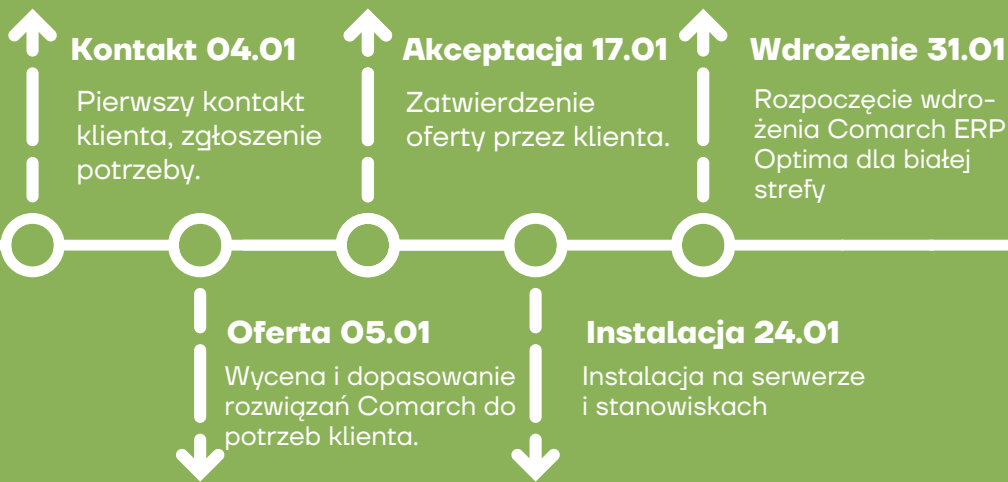 Kontakt 04.01
Pierwszy kontakt
klienta, zgłoszenie
potrzeby.
Oferta 05.01
Wycena i dopasowanie
rozwiązań Comarch do
potrzeb klienta.
Akceptacja 17.01
Zatwierdzenie
oferty przez klienta.
Instalacja 24.01
Instalacja na serwerze
i stanowiskach
Wdrożenie 31.01
Rozpoczęcie wdro-
żenia Comarch ERP
Optima dla białej
strefy